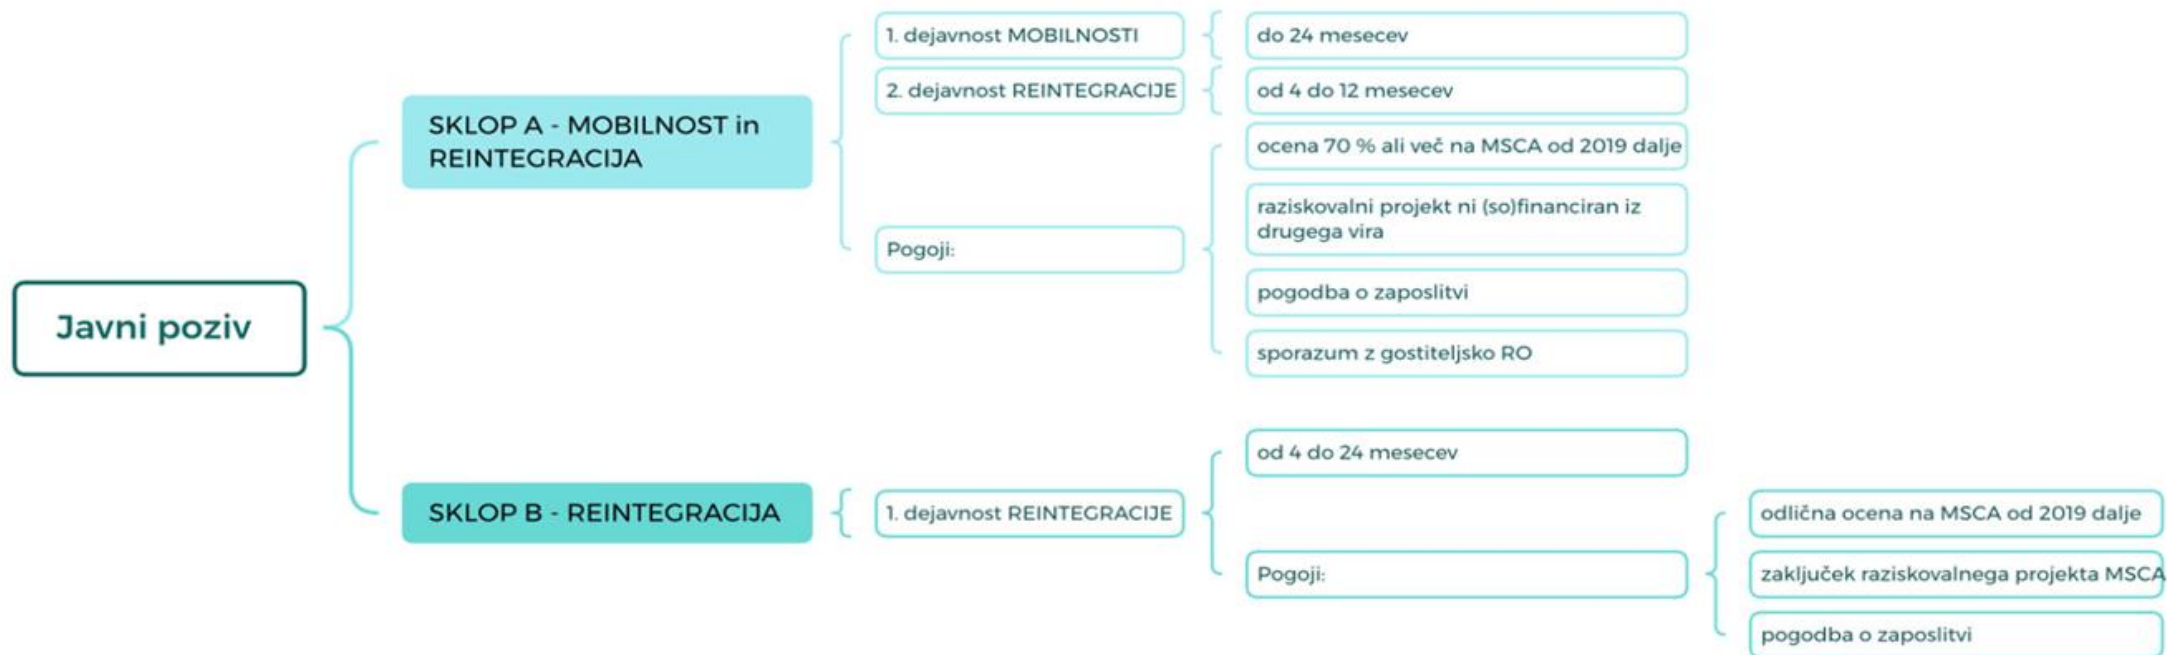 Javni poziv
SKLOP A - MOBILNOST in
REINTEGRACIJA
1. dejavnost MOBILNOSTI
do 24 mesecev
2. dejavnost REINTEGRACIJE
od 4 do 12 mesecev
Pogoji:
ocena 70 % ali več na MSCA od 2019 dalje
raziskovalni projekt ni (so)financiran iz
drugega vira
pogodba o zaposlitvi
sporazum z gostiteljsko RO
SKLOP B - REINTEGRACIJA
1. dejavnost REINTEGRACIJE
od 4 do 24 mesecev
Pogoji:
odlična ocena na MSCA od 2019 dalje
zaključek raziskovalnega projekta MSCA
pogodba o zaposlitvi